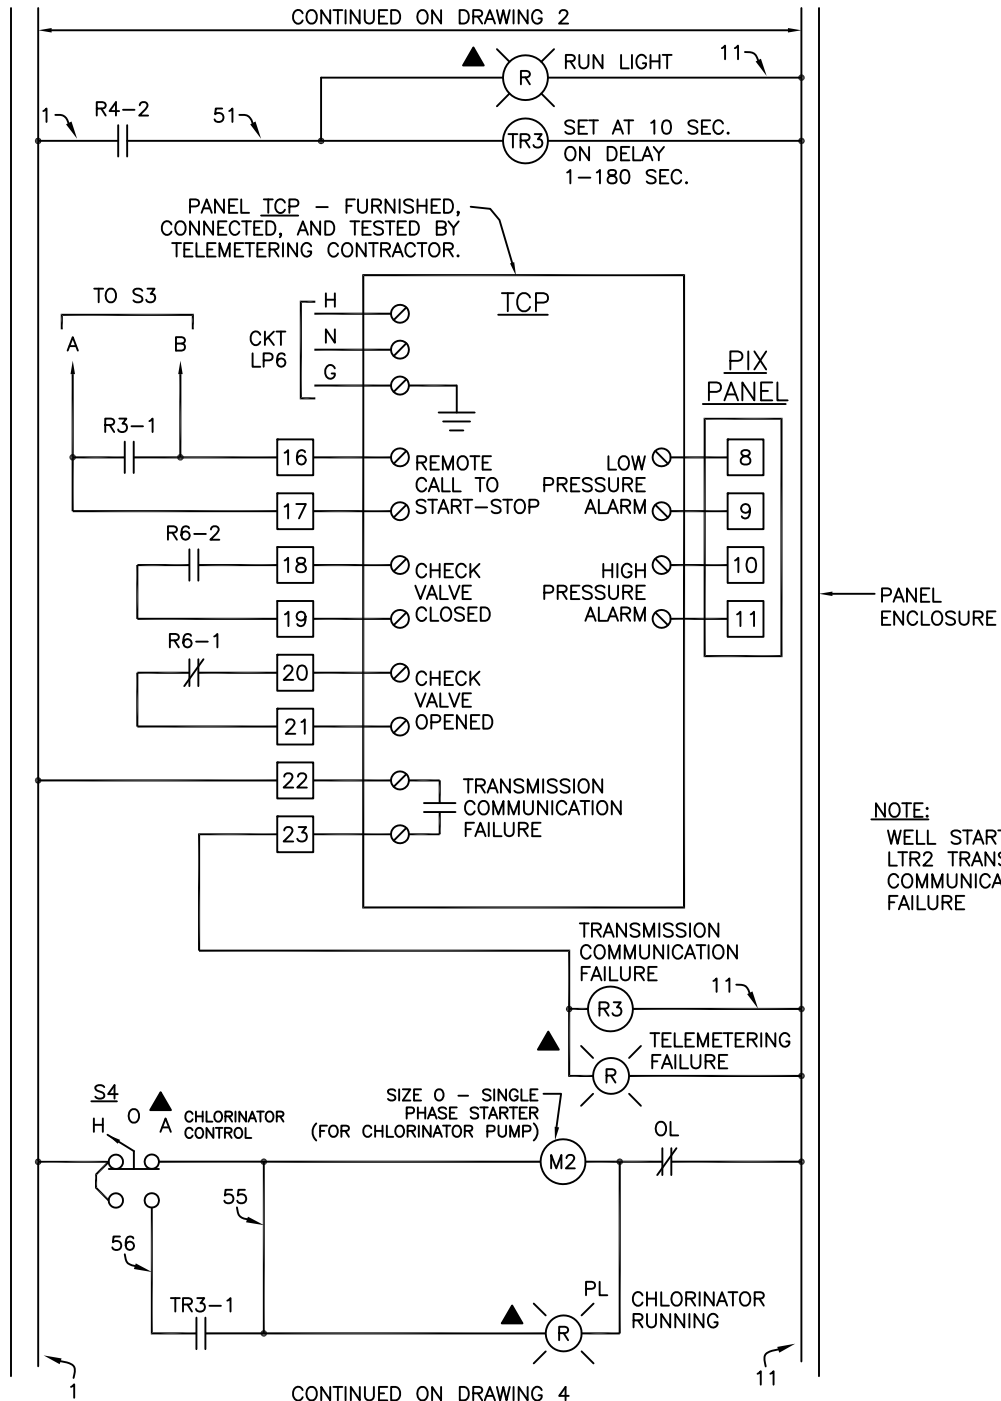 CONTINUED ON DRAWING 2
RUN LIGHT
11
R
1
R4-2
51
TR3
SET AT 10 SEC.
ON DELAY
1-180 SEC.
PANEL TCP - FURNISHED,
CONNECTED, AND TESTED BY
TELEMETERING CONTRACTOR.
TO S3
A
B
CKT
LP6
H
N
G
TCP
PIX
PANEL
R3-1
16
17
REMOTE
CALL TO
START-STOP
LOW
PRESSURE
ALARM
8
9
R6-2
18
19
CHECK
VALVE
CLOSED
HIGH
PRESSURE
ALARM
10
11
PANEL
ENCLOSURE
R6-1
20
21
CHECK
VALVE
OPENED
22
23
TRANSMISSION
COMMUNICATION
FAILURE
NOTE:
WELL START
LTR2 TRANS
COMMUNICA
FAILURE
TRANSMISSION
COMMUNICATION
FAILURE
R3
11
TELEMETERING
FAILURE
R
S4
H
O
A
CHLORINATOR
CONTROL
SIZE 0 - SINGLE
PHASE STARTER
(FOR CHLORINATOR PUMP)
M2
OL
55
56
TR3-1
PL
R
CHLORINATOR
RUNNING
1
11
CONTINUED ON DRAWING 4